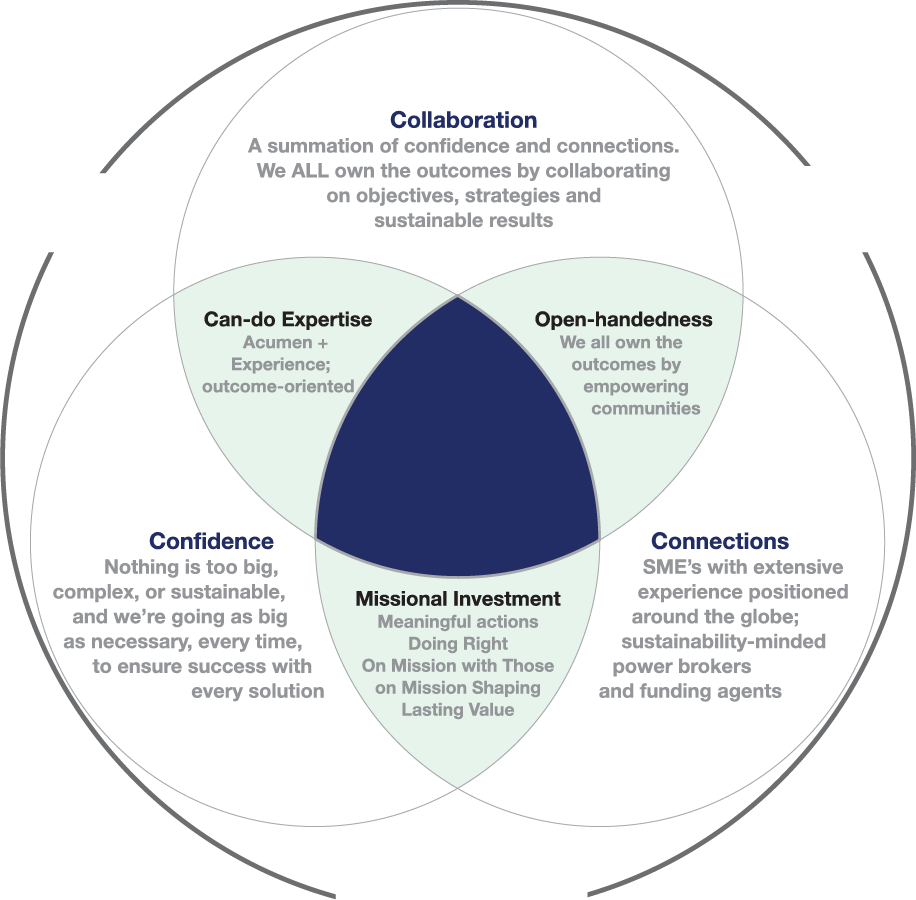 Collaboration
A summation of confidence and connections.
We ALL own the outcomes by collaborating
on objectives, strategies and
sustainable results
Can-do Expertise
Acumen +
Experience;
outcome-oriented
Open-handedness
We all own the
outcomes by
empowering
communities
Confidence
Nothing is too big,
complex, or sustainable,
and we’re going as big
as necessary, every time,
to ensure success with
every solution
Missional Investment
Meaningful actions
Doing Right
On Mission with Those
on Mission Shaping
Lasting Value
Connections
SME’s with extensive
experience positioned
around the globe;
sustainability-minded
power brokers
and funding agents